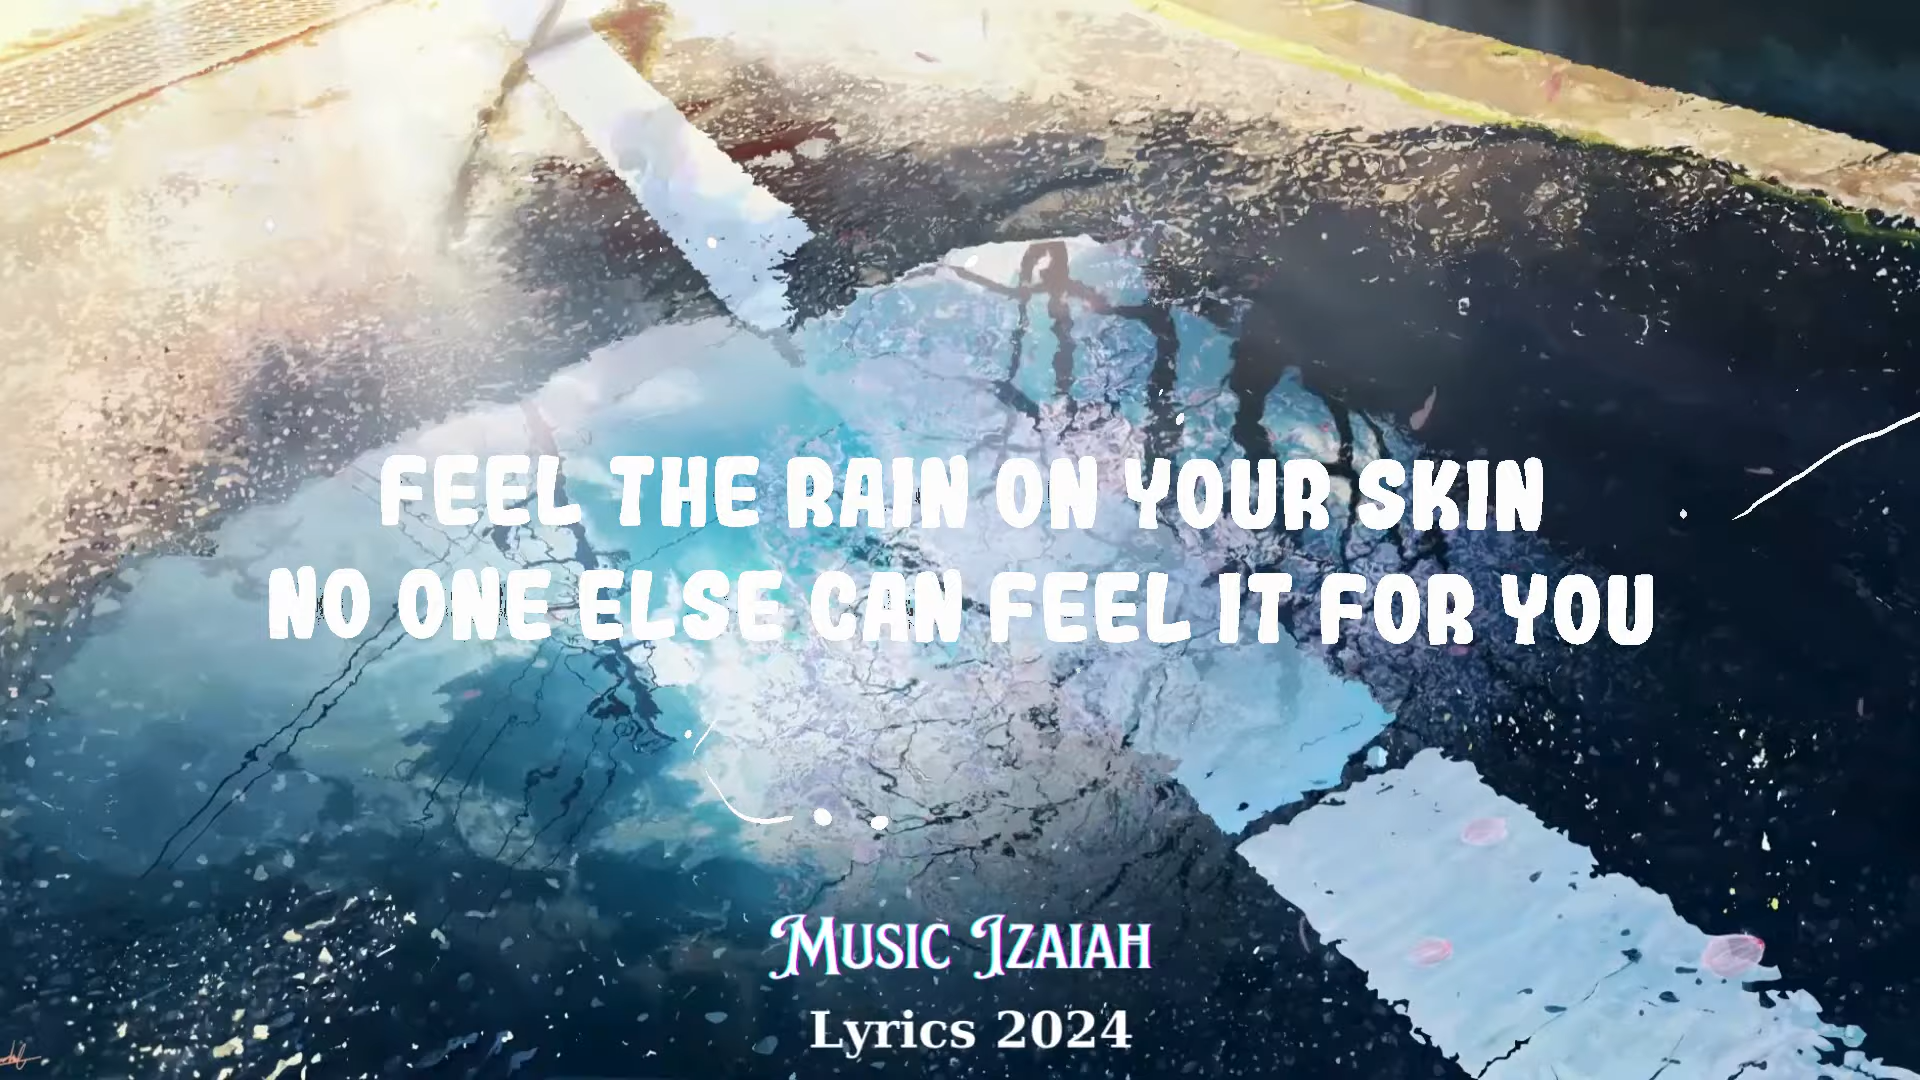 FEEL THE RAIN ON YOUR SKIN
NO ONE ELSE CAN FEEL IT FOR YOU
MUSIC IZAIAH
Lyrics 2024